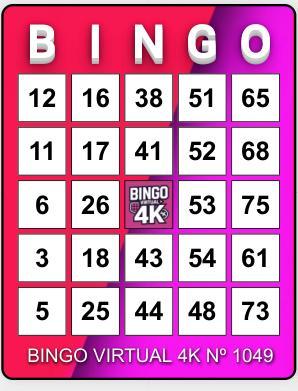 B I N G O
12 16 38 51 65
11 17 41 52 68
6 26 BINGO VIRTUAL 4K 53 75
3 18 43 54 61
5 25 44 48 73
BINGO VIRTUAL 4K Nº 1049